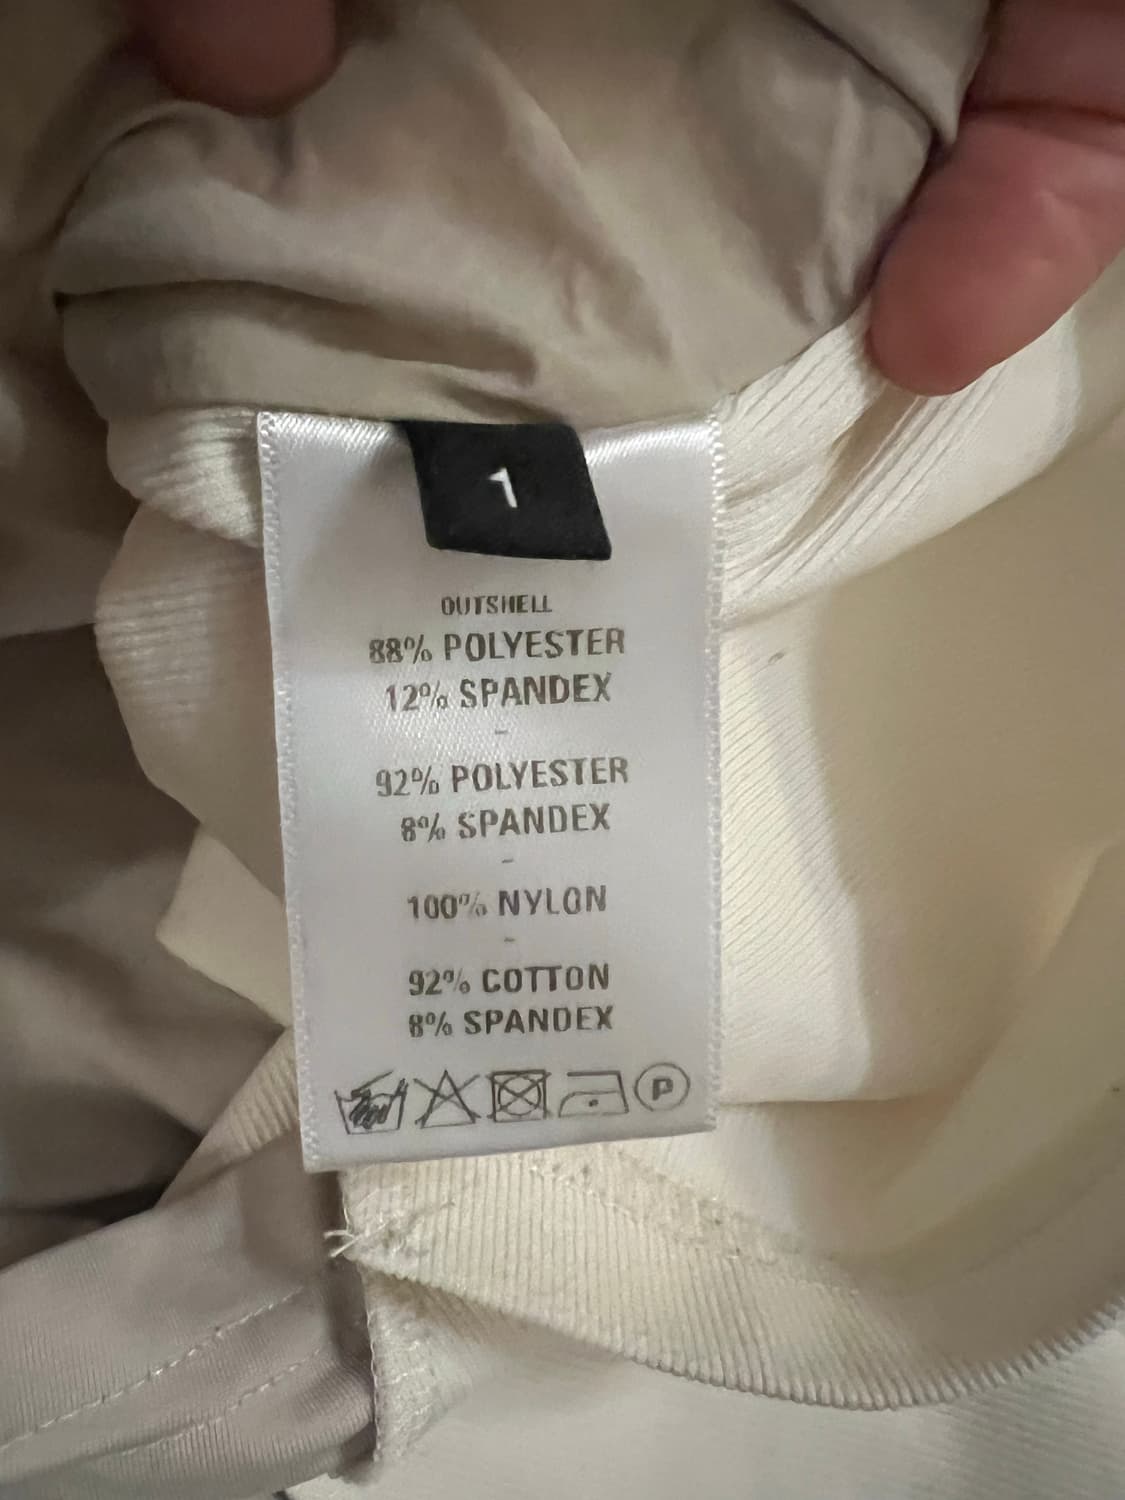 1
OUTSHELL
88% POLYESTER
12% SPANDEX
-
92% POLYESTER
8% SPANDEX
-
100% NYLON
-
92% COTTON
8% SPANDEX
P